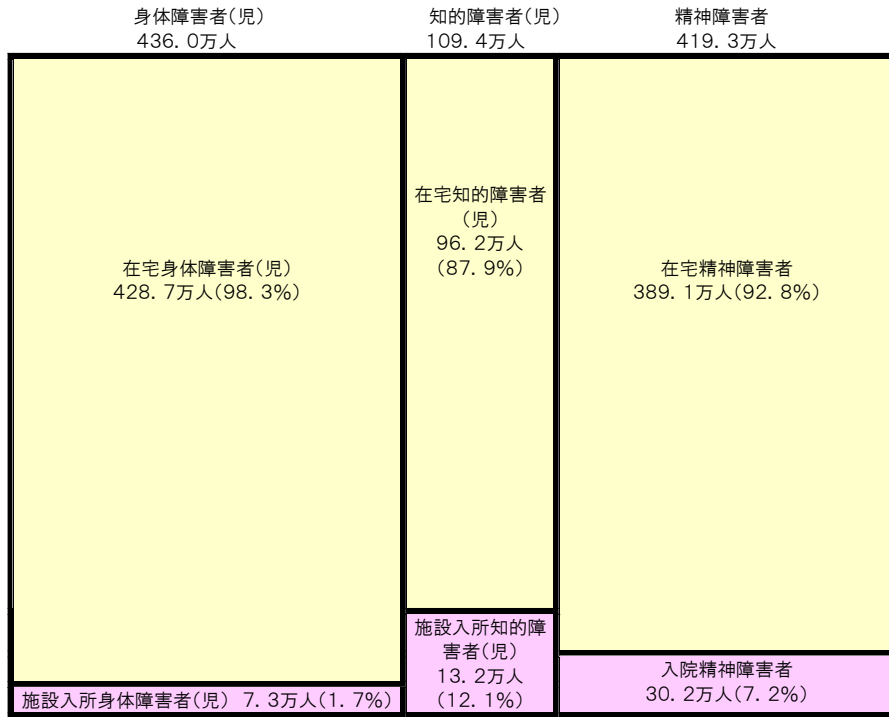 身体障害者(児)
436.0万人
知的障害者(児)
109.4万人
精神障害者
419.3万人
在宅身体障害者(児)
428.7万人(98.3%)
在宅知的障害者
(児)
96.2万人
(87.9%)
在宅精神障害者
389.1万人(92.8%)
施設入所身体障害者(児) 7.3万人(1.7%)
施設入所知的障
害者(児)
13.2万人
(12.1%)
入院精神障害者
30.2万人(7.2%)